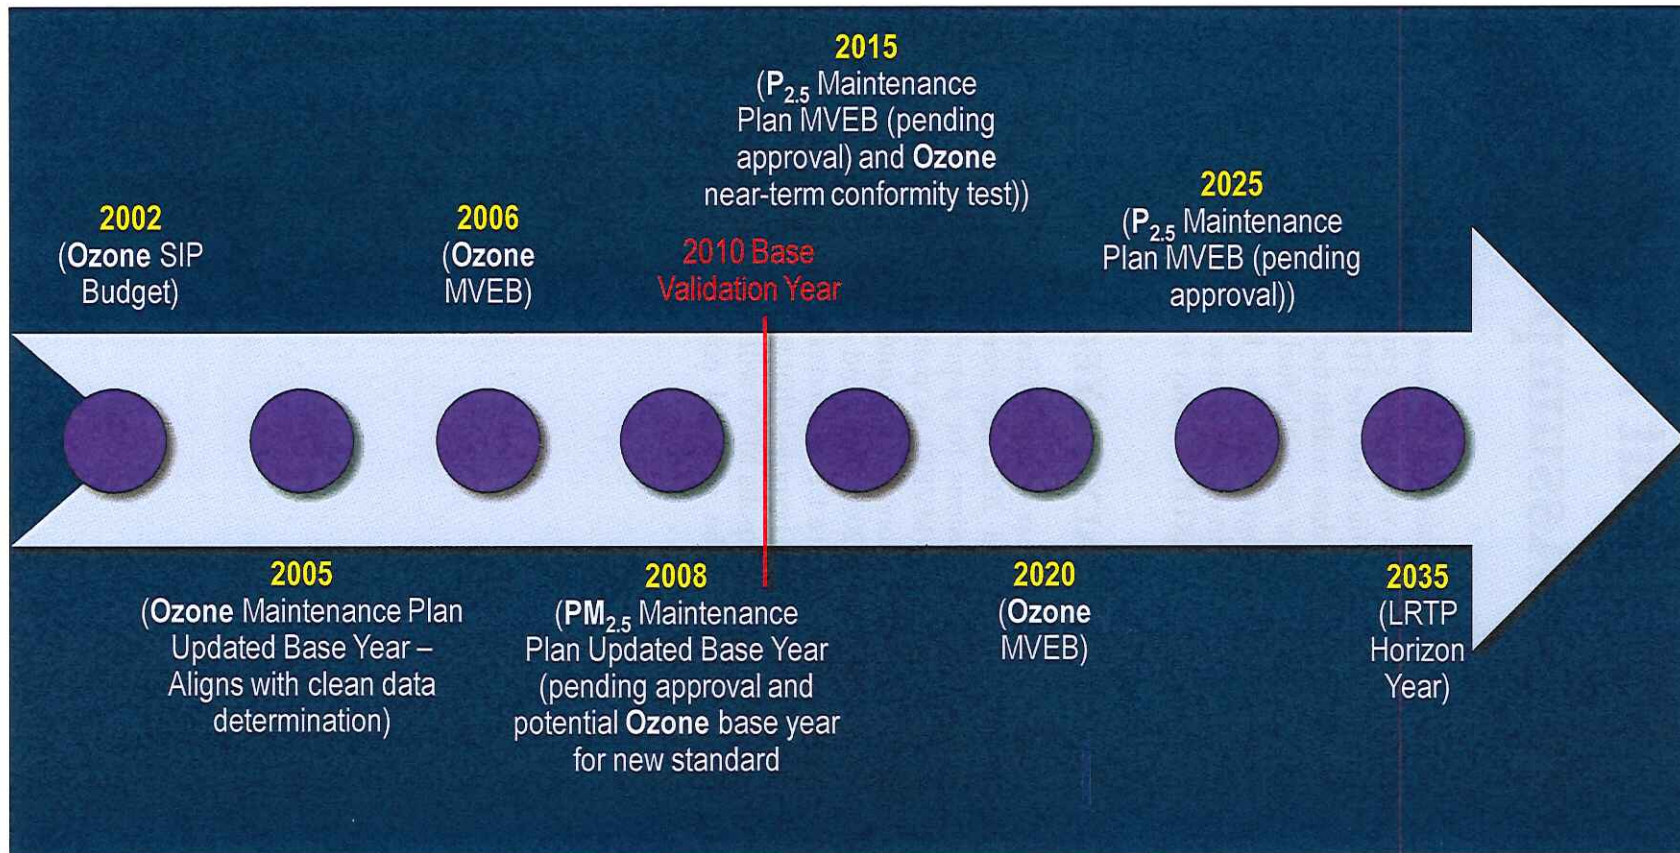 2002
(Ozone SIP
Budget)
2005
(Ozone Maintenance Plan
Updated Base Year –
Aligns with clean data
determination)
2006
(Ozone
MVEB)
2008
(PM2.5 Maintenance
Plan Updated Base Year
(pending approval and
potential Ozone base year
for new standard
2010 Base
Validation Year
2015
(P2.5 Maintenance
Plan MVEB (pending
approval) and Ozone
near-term conformity test))
2020
(Ozone
MVEB)
2025
(P2.5 Maintenance
Plan MVEB (pending
approval))
2035
(LRTP
Horizon
Year)